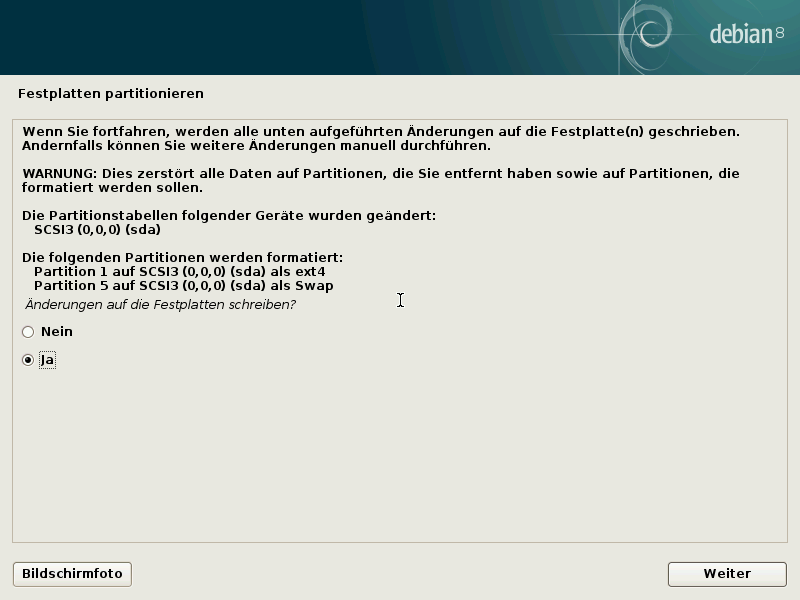 debian 8
Festplatten partitionieren
Wenn Sie fortfahren, werden alle unten aufgeführten Änderungen auf die Festplatte(n) geschrieben.
Andernfalls können Sie weitere Änderungen manuell durchführen.
WARNUNG: Dies zerstört alle Daten auf Partitionen, die Sie entfernt haben sowie auf Partitionen, die
formatiert werden sollen.
Die Partitionstabellen folgender Geräte wurden geändert:
SCSI3 (0,0,0) (sda)
Die folgenden Partitionen werden formatiert:
Partition 1 auf SCSI3 (0,0,0) (sda) als ext4
Partition 5 auf SCSI3 (0,0,0) (sda) als Swap
Änderungen auf die Festplatten schreiben?
Nein
Ja
Bildschirmfoto
Weiter